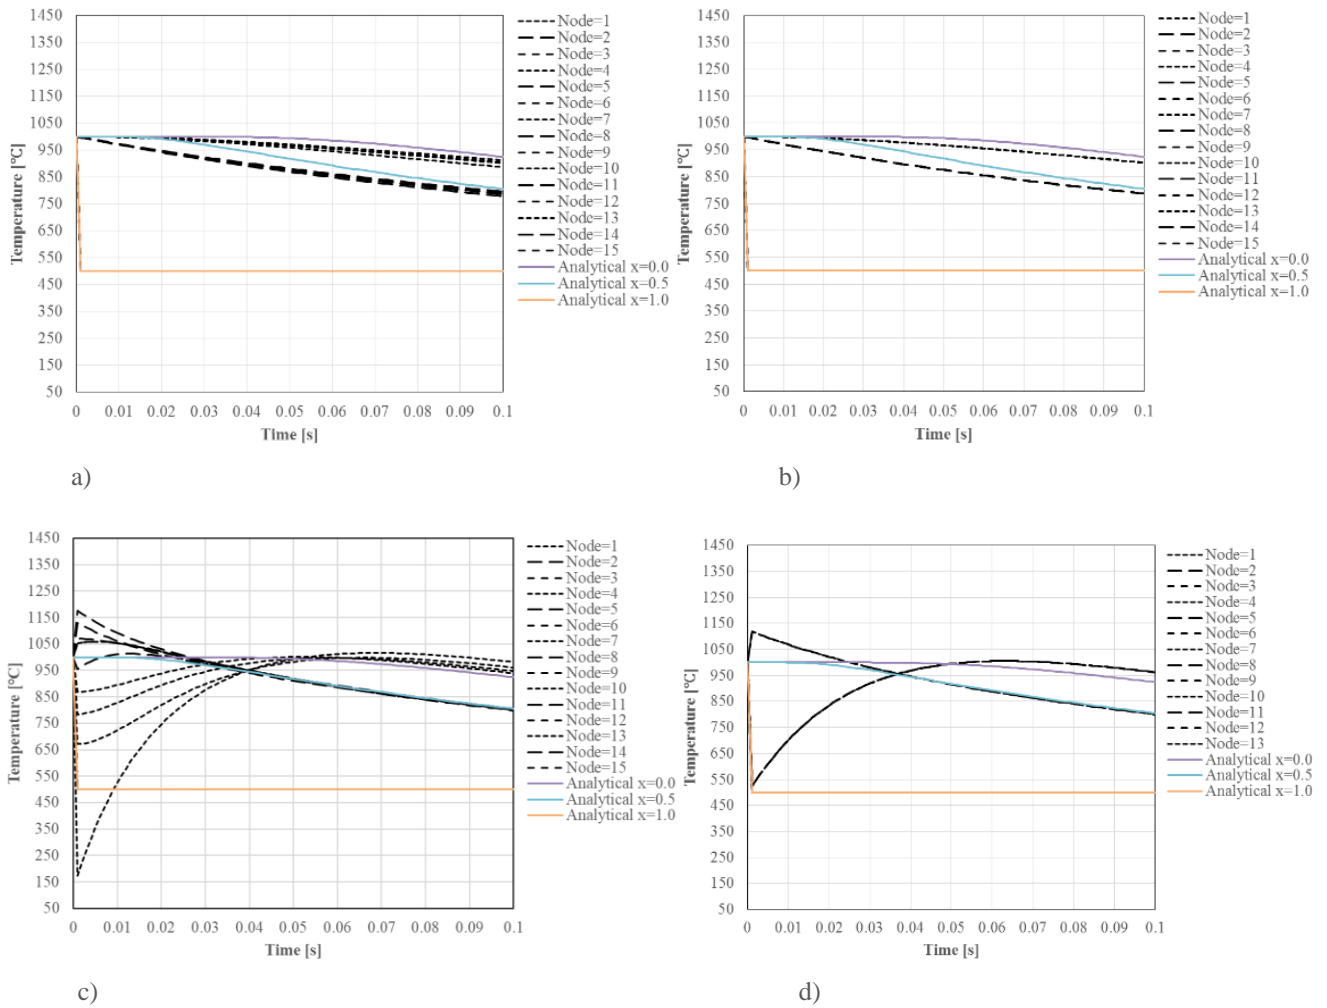 1450
1350
1250
1150
1050
950
850
750
650
550
450
350
250
150
50
Temperature [°C]
0 0.01 0.02 0.03 0.04 0.05 0.06 0.07 0.08 0.09 0.1
Time [s]
Node=1
Node=2
Node=3
Node=4
Node=5
Node=6
Node=7
Node=8
Node=9
Node=10
Node=11
Node=12
Node=13
Node=14
Node=15
Analytical x=0.0
Analytical x=0.5
Analytical x=1.0
a)
1450
1350
1250
1150
1050
950
850
750
650
550
450
350
250
150
50
Temperature [°C]
0 0.01 0.02 0.03 0.04 0.05 0.06 0.07 0.08 0.09 0.1
Time [s]
Node=1
Node=2
Node=3
Node=4
Node=5
Node=6
Node=7
Node=8
Node=9
Node=10
Node=11
Node=12
Node=13
Node=14
Node=15
Analytical x=0.0
Analytical x=0.5
Analytical x=1.0
b)
1450
1350
1250
1150
1050
950
850
750
650
550
450
350
250
150
50
Temperature [°C]
0 0.01 0.02 0.03 0.04 0.05 0.06 0.07 0.08 0.09 0.1
Time [s]
Node=1
Node=2
Node=3
Node=4
Node=5
Node=6
Node=7
Node=8
Node=9
Node=10
Node=11
Node=12
Node=13
Node=14
Node=15
Analytical x=0.0
Analytical x=0.5
Analytical x=1.0
c)
1450
1350
1250
1150
1050
950
850
750
650
550
450
350
250
150
50
Temperature [°C]
0 0.01 0.02 0.03 0.04 0.05 0.06 0.07 0.08 0.09 0.1
Time [s]
Node=1
Node=2
Node=3
Node=4
Node=5
Node=6
Node=7
Node=8
Node=9
Node=10
Node=11
Node=12
Node=13
Analytical x=0.0
Analytical x=0.5
Analytical x=1.0
d)